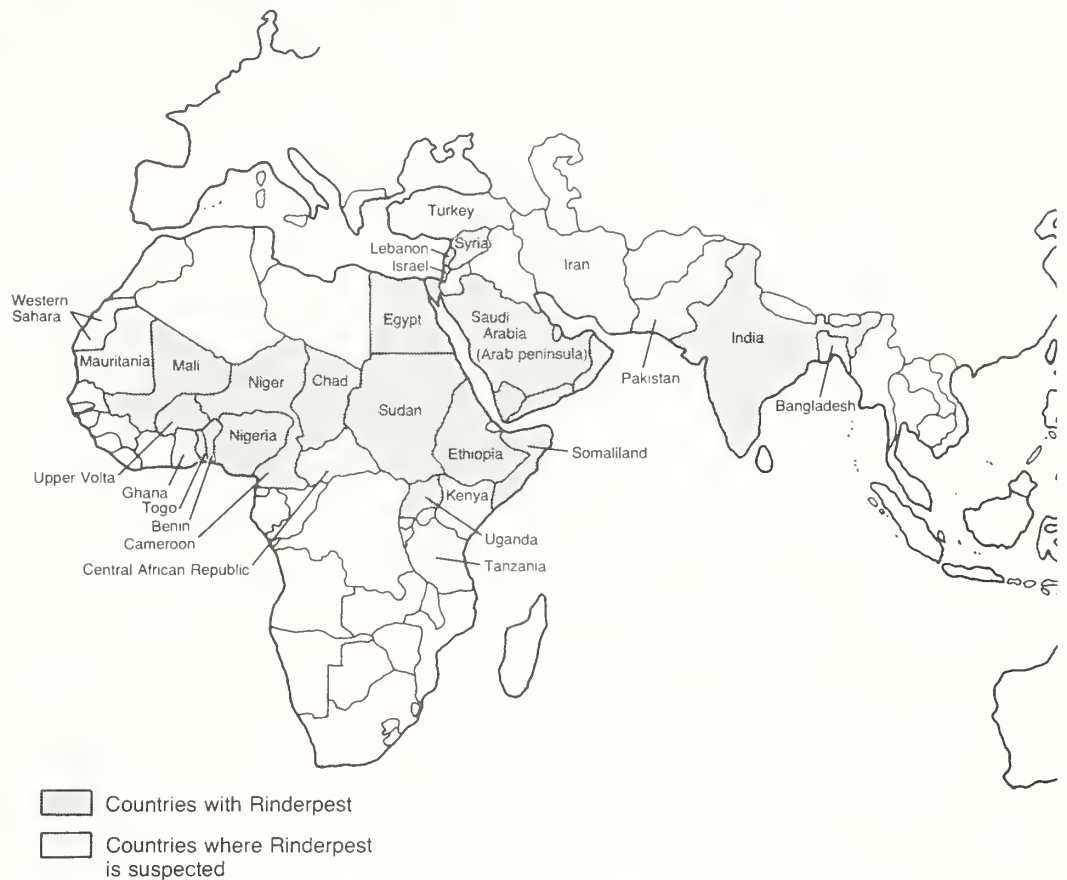 Turkey
Lebanon
Syria
Israel
Iran
Western
Sahara
Egypt
Saudi
Arabia
(Arab peninsula)
India
Mauritania
Mali
Niger
Chad
Pakistan
Bangladesh
Sudan
Nigeria
Ethiopia
Somaliland
Upper Volta
Ghana
Togo
Benin
Cameroon
Central African Republic
Kenya
Uganda
Tanzania
Countries with Rinderpest
Countries where Rinderpest
is suspected